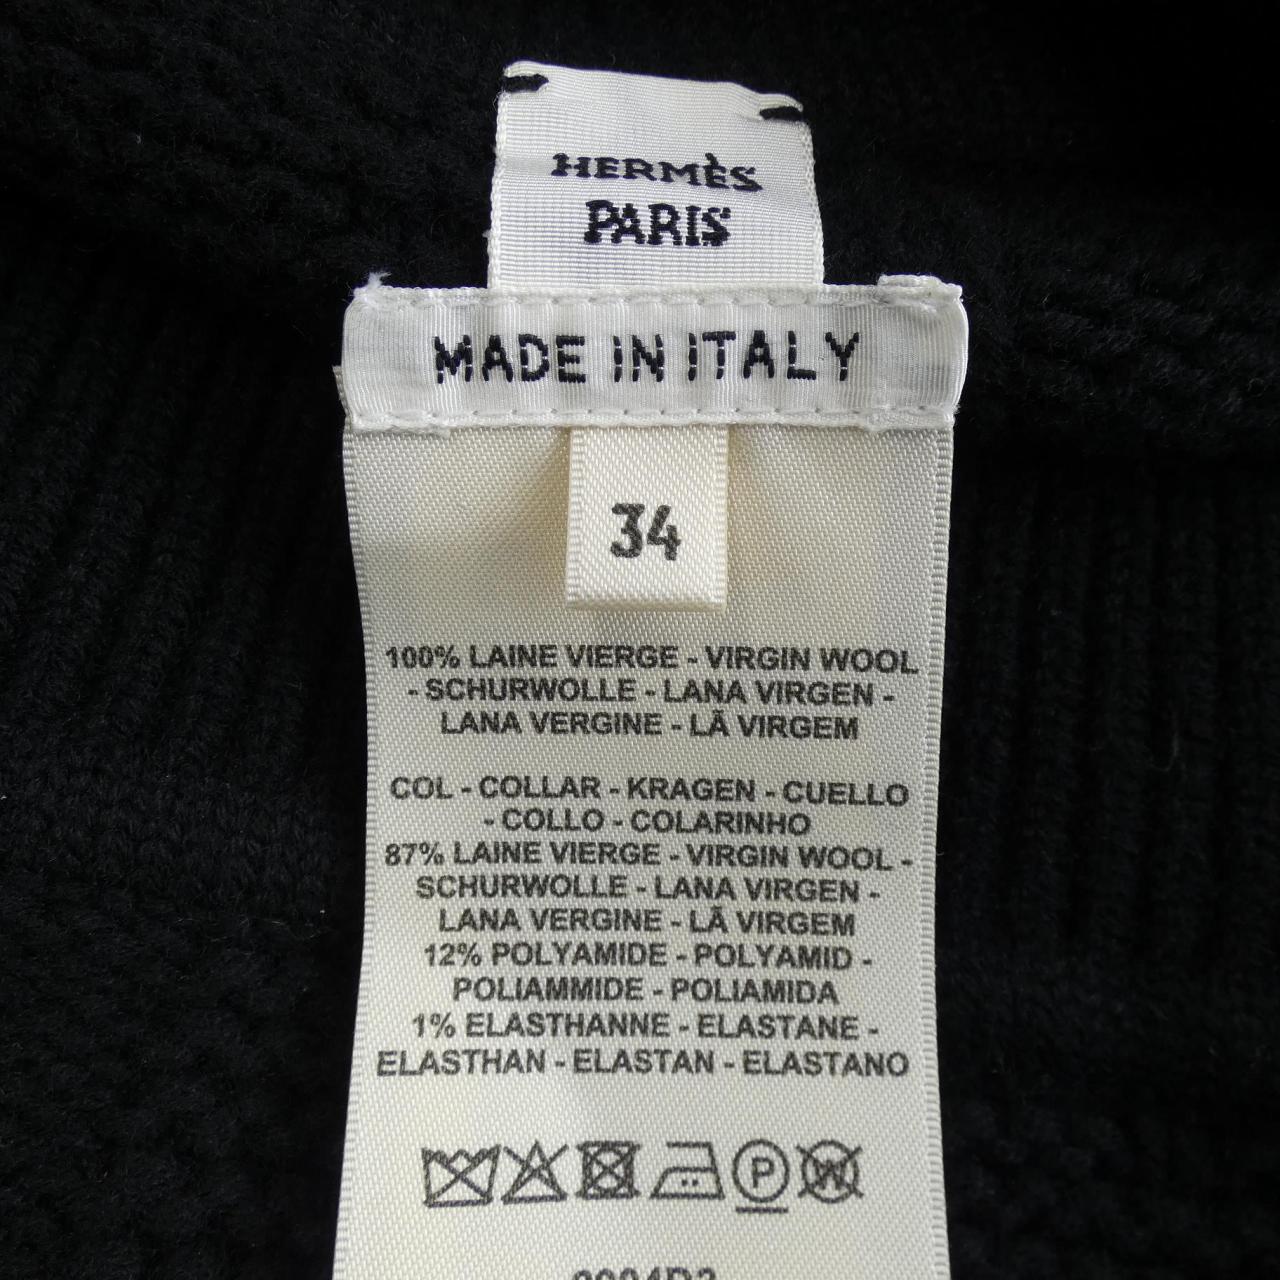 HERMÈS
PARIS
MADE IN ITALY
34
100% LAINE VIERGE - VIRGIN WOOL
- SCHURWOLLE - LANA VIRGEN -
LANA VERGINE - LÃ VIRGEM
COL - COLLAR - KRAGEN - CUELLO
- COLLO - COLARINHO
87% LAINE VIERGE - VIRGIN WOOL -
SCHURWOLLE - LANA VIRGEN -
LANA VERGINE - LÃ VIRGEM
12% POLYAMIDE - POLYAMID -
POLIAMMIDE - POLIAMIDA
1% ELASTHANNE - ELASTANE -
ELASTHAN - ELASTAN - ELASTANO
P W